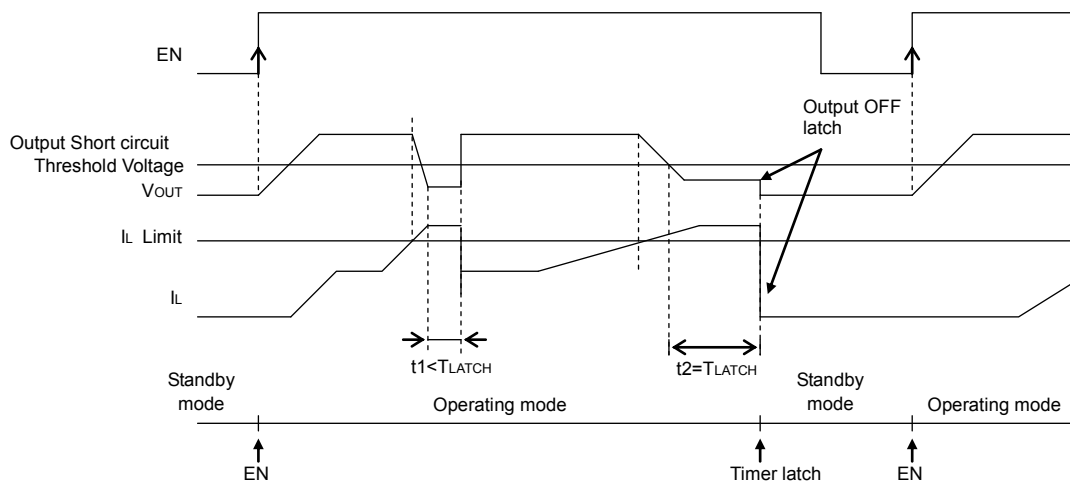 EN
Output Short circuit
Threshold Voltage
VOUT
Output OFF
latch
IL Limit
IL
t1<TLATCH
t2=TLATCH
Standby
mode
Operating mode
Standby
mode
Operating mode
EN
Timer latch
EN